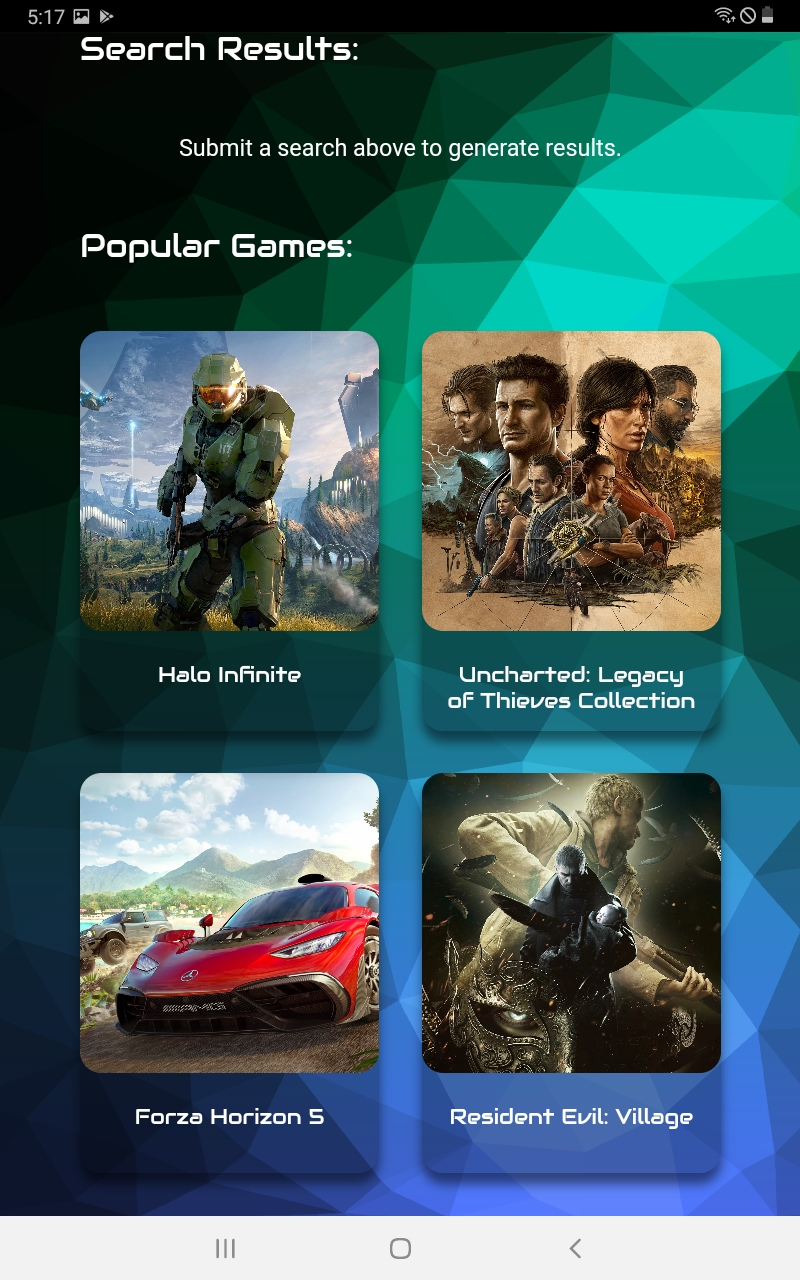 5:17
Search Results:
Submit a search above to generate results.
Popular Games:
Halo Infinite
Uncharted: Legacy
of Thieves Collection
Forza Horizon 5
Resident Evil: Village